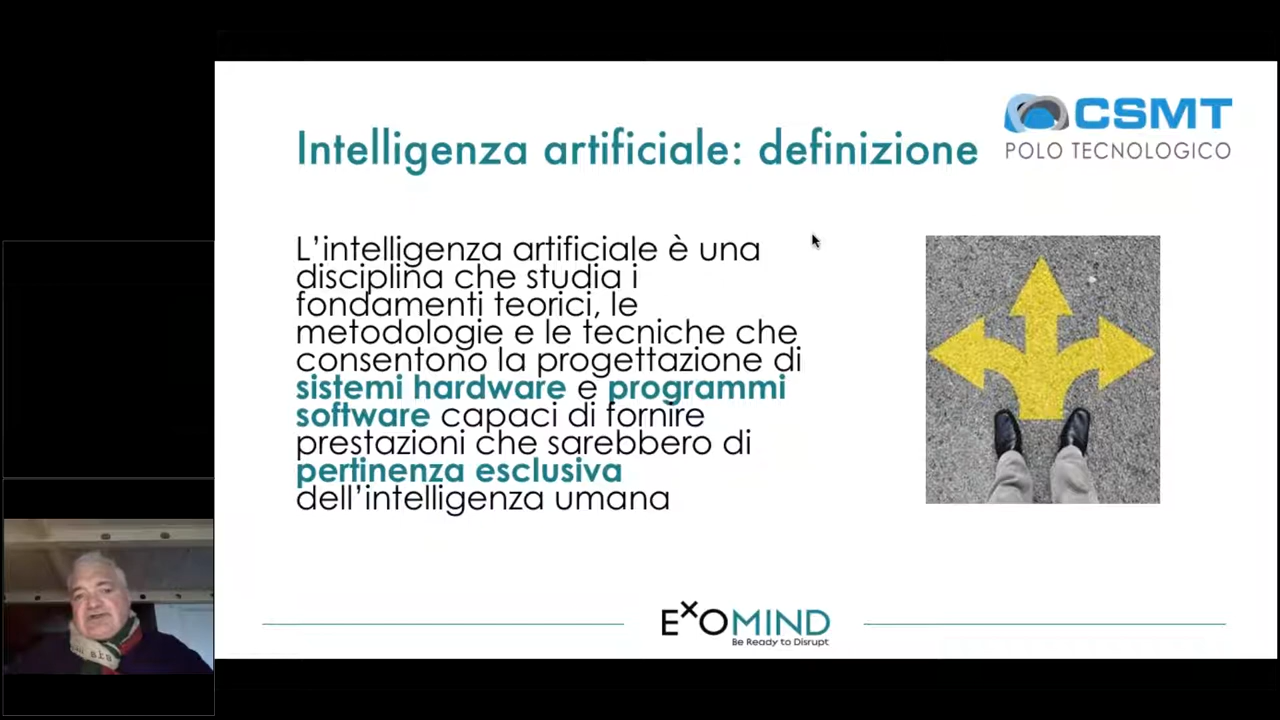 Intelligenza artificiale: definizione
CSMT
POLO TECNOLOGICO
L’intelligenza artificiale è una
disciplina che studia i
fondamenti teorici, le
metodologie e le tecniche che
consentono la progettazione di
sistemi hardware e programmi
software capaci di fornire
prestazioni che sarebbero di
pertinenza esclusiva
dell’intelligenza umana
EXOMIND
Be Ready to Disrupt